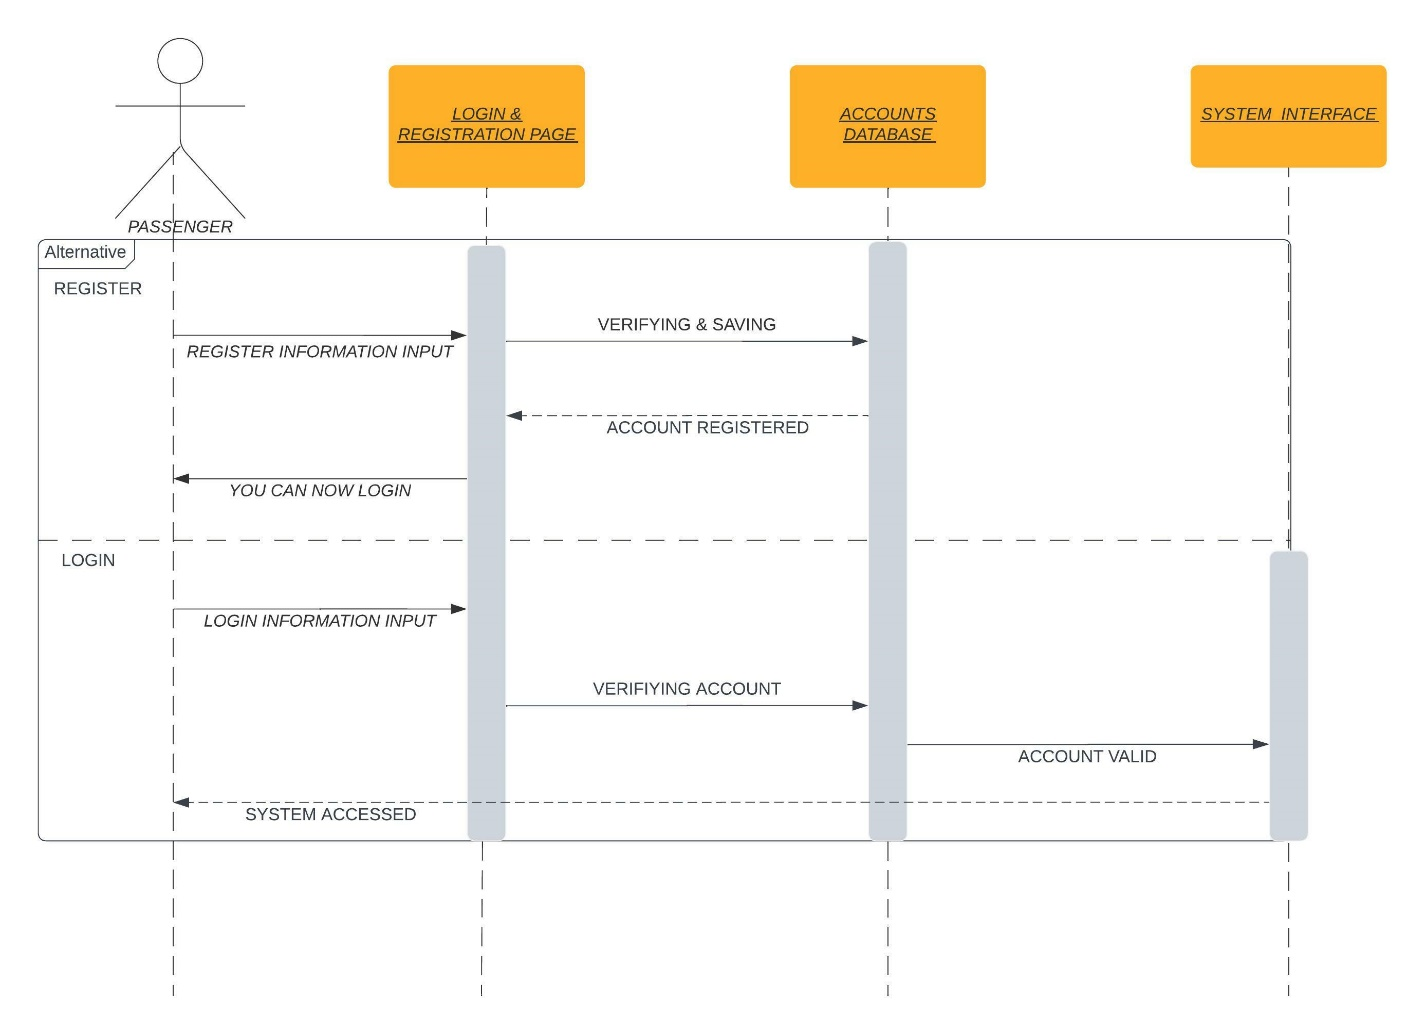 LOGIN &
REGISTRATION PAGE
ACCOUNTS
DATABASE
SYSTEM INTERFACE
PASSENGER
Alternative
REGISTER
VERIFYING & SAVING
REGISTER INFORMATION INPUT
ACCOUNT REGISTERED
YOU CAN NOW LOGIN
LOGIN
LOGIN INFORMATION INPUT
VERIFIYING ACCOUNT
ACCOUNT VALID
SYSTEM ACCESSED